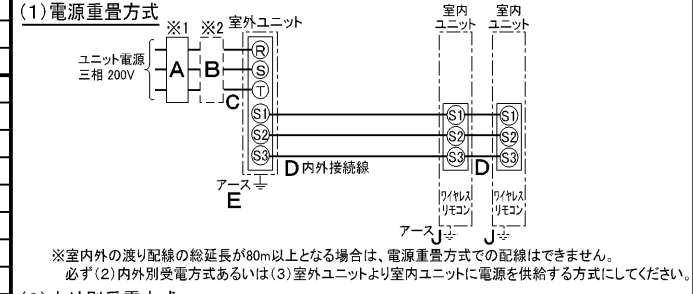 (1)電源重畳方式
※1 ※2 室外ユニット 室内 ユニット 室内 ユニット
ユニット電源
三相 200V
A B C
R
S
T
S1 S1 S1
S2 S2 S2
S3 S3 S3
D 内外接続線 D
アース
E
ワイヤレス リモコン ワイヤレス リモコン
アース J J
※室内外の渡り配線の総延長が80m以上となる場合は、電源重畳方式での配線はできません。
必ず(2)内外別受電方式あるいは(3)室外ユニットより室内ユニットに電源を供給する方式にしてください。